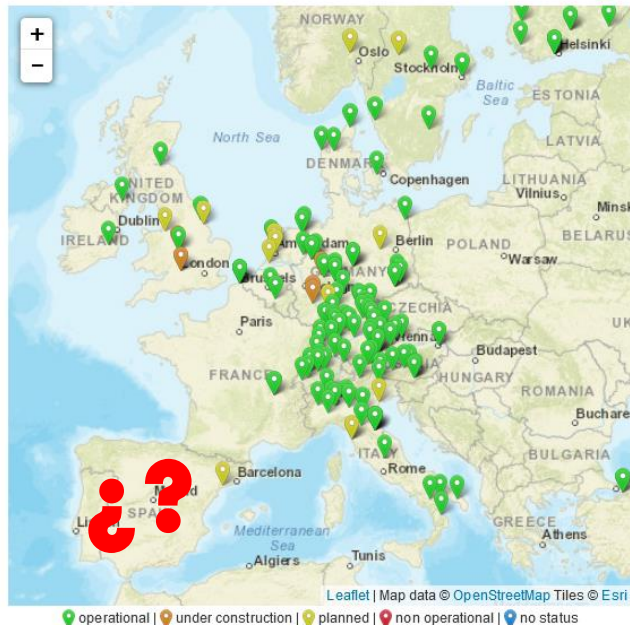 +
NORWAY
Oslo
Helsinki
−
Stockholm
Baltic
Sea
ESTONIA
North Sea
LATVIA
DENMARK
LITHUANIA
UNITED
KINGDOM
Copenhagen
Vilnius
Minsk
Dublin
IRELAND
BELARUS
Berlin
POLAND
London
Warsaw
Brussels
GERMANY
CZECHIA
Paris
Vienna
Budapest
FRANCE
HUNGARY
ROMANIA
Buchare
BULGARIA
ITALY
Rome
Barcelona
¿ ?
SPAIN
GREECE
Mediterranean
Sea
Athens
Algiers
Tunis
Leaflet | Map data © OpenStreetMap Tiles © Esri
operational | under construction | planned | non operational | no status